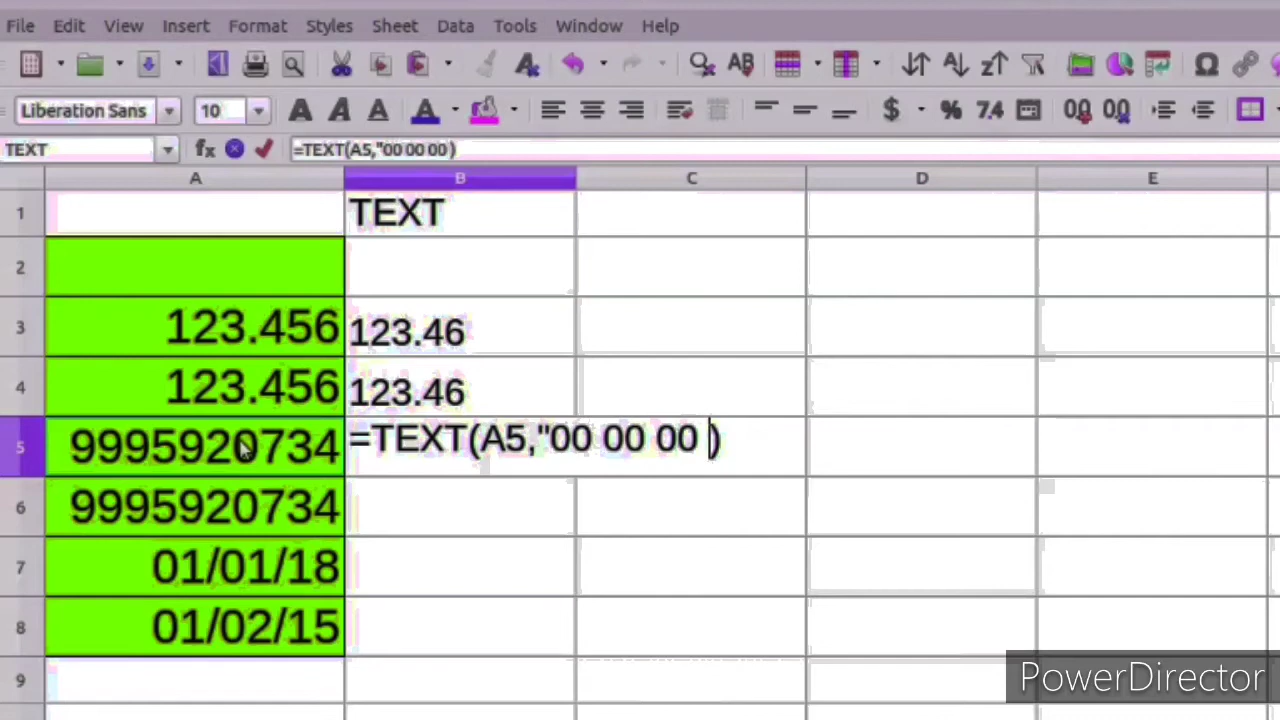 File Edit View Insert Format Styles Sheet Data Tools Window Help
Liberation Sans 10
TEXT =TEXT(A5,"00 00 00 )
A B C D E
1 TEXT
2
3 123.456 123.46
4 123.456 123.46
5 9995920734 =TEXT(A5,"00 00 00 )
6 9995920734
7 01/01/18
8 01/02/15
9
PowerDirector